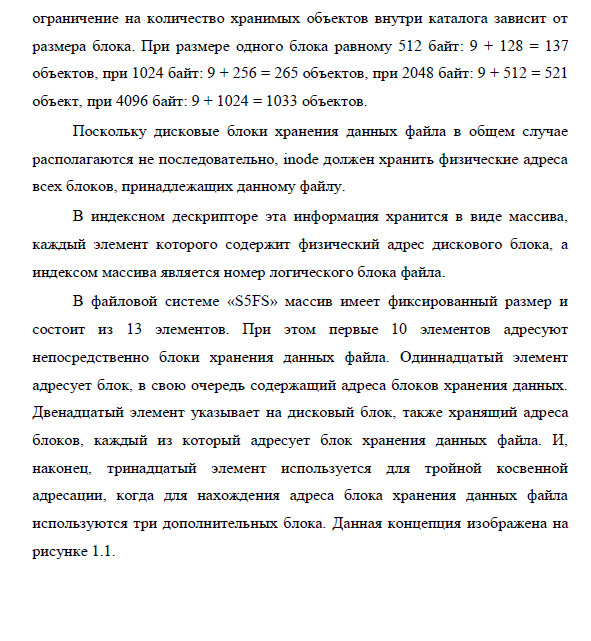 ограничение на количество хранимых объектов внутри каталога зависит от
размера блока. При размере одного блока равному 512 байт: 9 + 128 = 137
объектов, при 1024 байт: 9 + 256 = 265 объектов, при 2048 байт: 9 + 512 = 521
объект, при 4096 байт: 9 + 1024 = 1033 объектов.
Поскольку дисковые блоки хранения данных файла в общем случае
располагаются не последовательно, inode должен хранить физические адреса
всех блоков, принадлежащих данному файлу.
В индексном дескрипторе эта информация хранится в виде массива,
каждый элемент которого содержит физический адрес дискового блока, а
индексом массива является номер логического блока файла.
В файловой системе «S5FS» массив имеет фиксированный размер и
состоит из 13 элементов. При этом первые 10 элементов адресуют
непосредственно блоки хранения данных файла. Одиннадцатый элемент
адресует блок, в свою очередь содержащий адреса блоков хранения данных.
Двенадцатый элемент указывает на дисковый блок, также хранящий адреса
блоков, каждый из который адресует блок хранения данных файла. И,
наконец, тринадцатый элемент используется для тройной косвенной
адресации, когда для нахождения адреса блока хранения данных файла
используются три дополнительных блока. Данная концепция изображена на
рисунке 1.1.